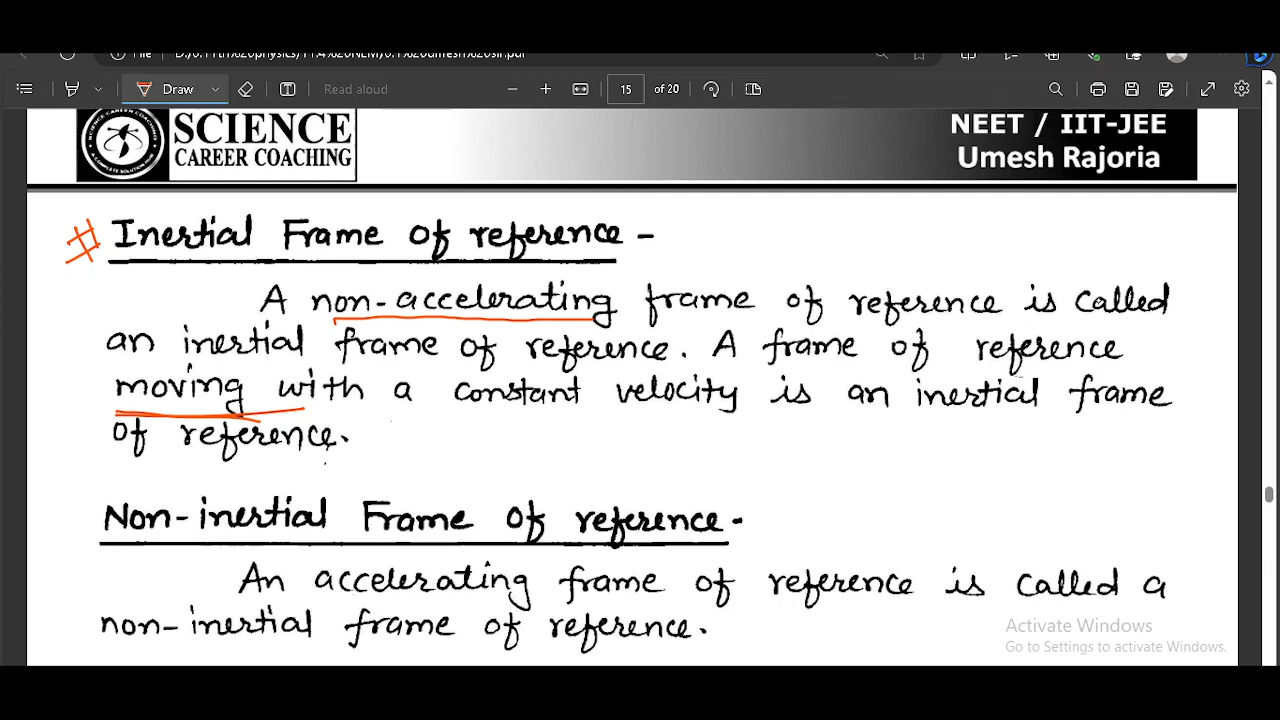 Draw
Read aloud
15 of 20
SCIENCE
CAREER COACHING
NEET / IIT-JEE
Umesh Rajoria
Inertial Frame of reference -
A non-accelerating frame of reference is called
an inertial frame of reference. A frame of reference
moving with a constant velocity is an inertial frame
of reference.
Non-inertial Frame of reference.
An accelerating frame of reference is called a
non-inertial frame of reference.
Activate Windows
Go to Settings to activate Windows.